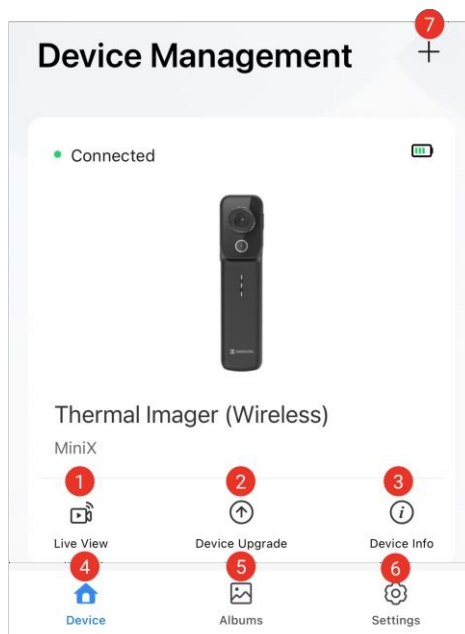 7
Device Management +
Connected
Thermal Imager (Wireless)
MiniX
1 2 3
Live View Device Upgrade Device Info
4 5 6
Device Albums Settings